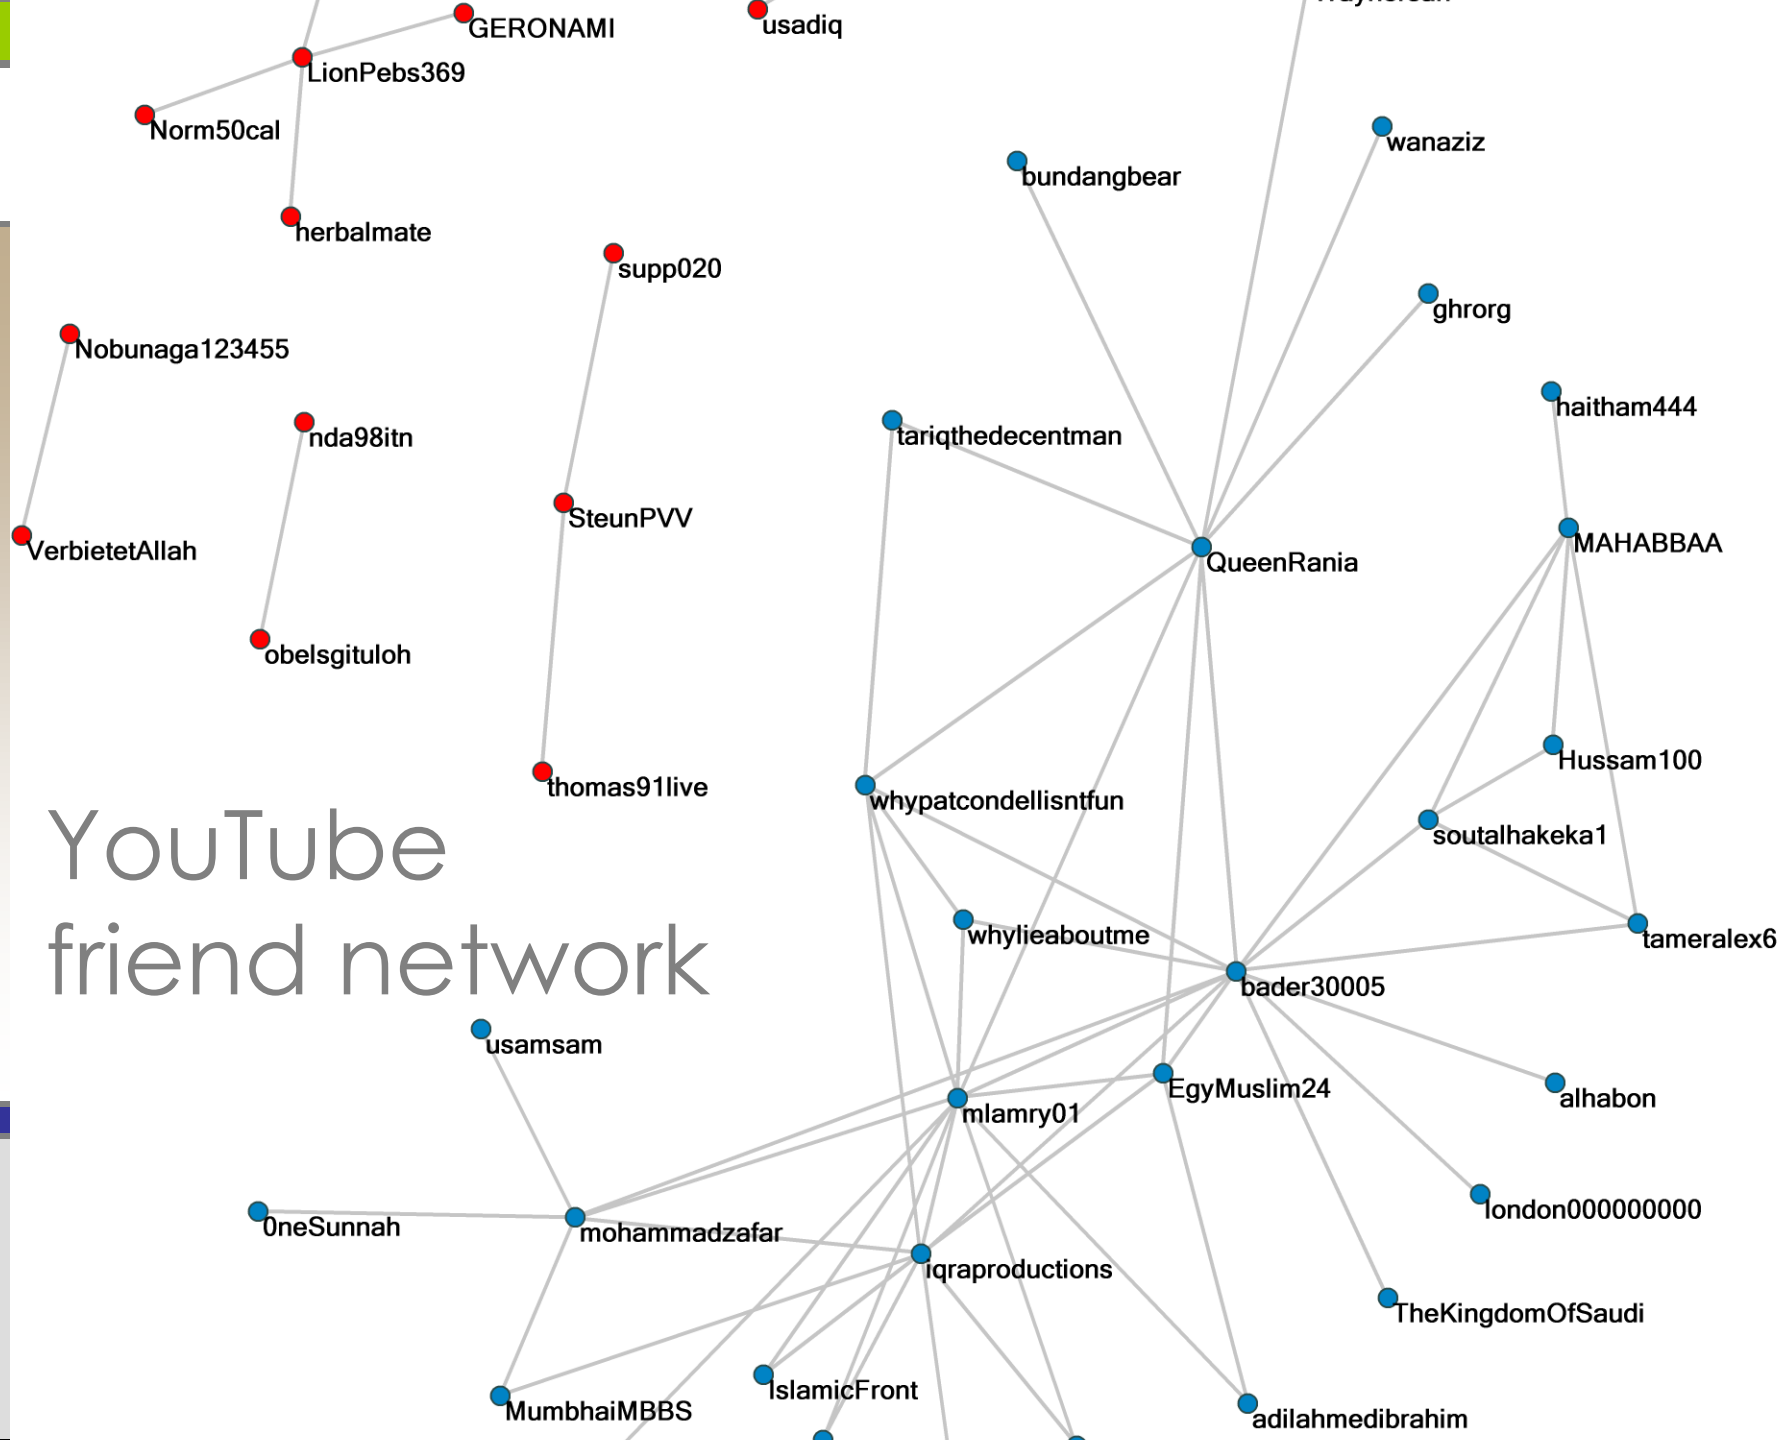 GERONAMI
usadiq
LionPebs369
Norm50cal
wanaziz
bundangbear
herbalmate
supp020
ghrorg
Nobunaga123455
haitham444
nda98itn
tariqthedecentman
SteunPVV
MAHABBAA
VerbietetAllah
QueenRania
obelsgituloh
Hussam100
thomas91live
whypatcondellisntfun
soutalhakeka1
YouTube
friend network
whylieaboutme
tameralex6
bader30005
usamsam
EgyMuslim24
alhabon
mlamry01
london000000000
0neSunnah
mohammadzafar
iqraproductions
TheKingdomOfSaudi
IslamicFront
MumbhaiMBBS
adilahmedibrahim